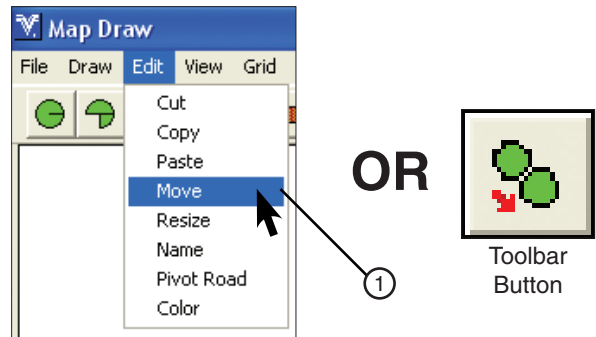 Map Draw
File Draw Edit View Grid
Cut
Copy
Paste
Move
Resize
Name
Pivot Road
Color
1
OR
Toolbar
Button